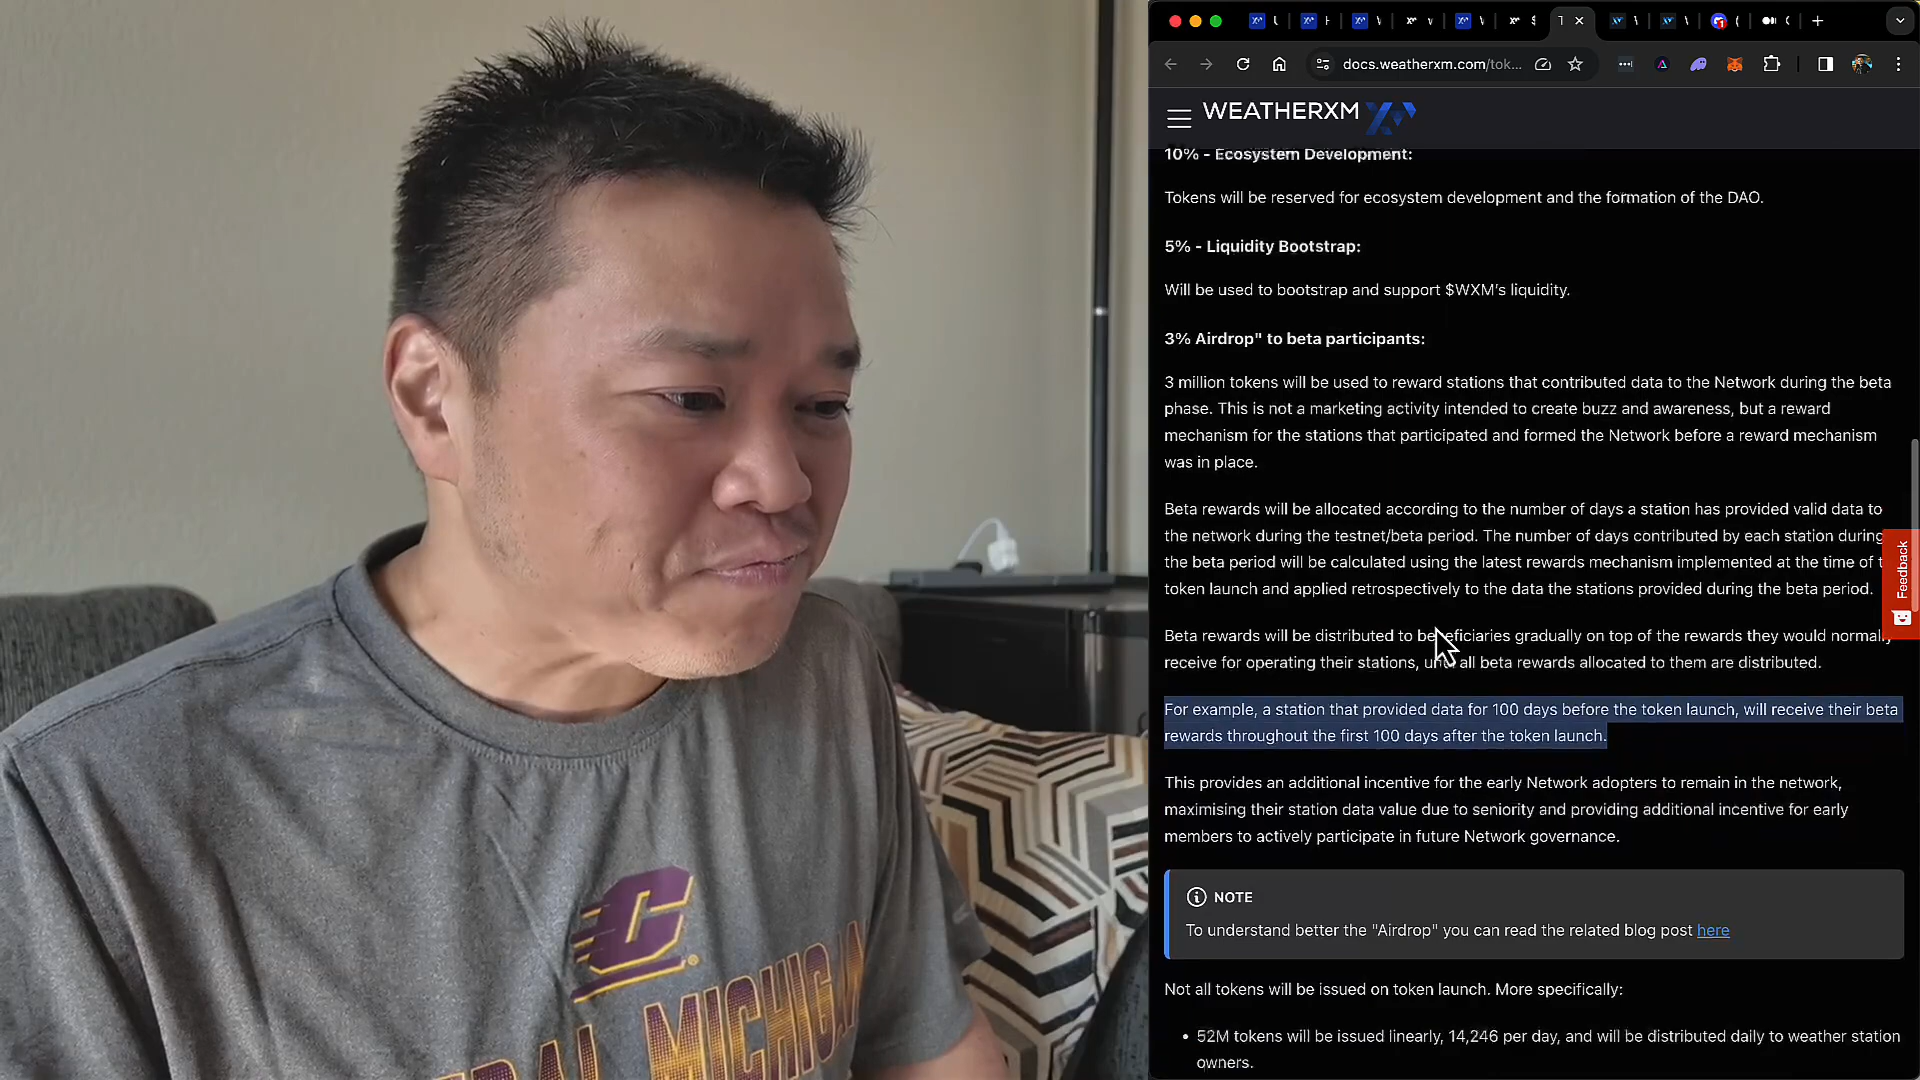 docs.weatherxm.com/tok...
WEATHERXM
10% - Ecosystem Development:
Tokens will be reserved for ecosystem development and the formation of the DAO.
5% - Liquidity Bootstrap:
Will be used to bootstrap and support $WXM's liquidity.
3% Airdrop" to beta participants:
3 million tokens will be used to reward stations that contributed data to the Network during the beta
phase. This is not a marketing activity intended to create buzz and awareness, but a reward
mechanism for the stations that participated and formed the Network before a reward mechanism
was in place.
Beta rewards will be allocated according to the number of days a station has provided valid data to
the network during the testnet/beta period. The number of days contributed by each station during
the beta period will be calculated using the latest rewards mechanism implemented at the time of t
token launch and applied retrospectively to the data the stations provided during the beta period.
Feedback
Beta rewards will be distributed to beneficiaries gradually on top of the rewards they would normally
receive for operating their stations, until all beta rewards allocated to them are distributed.
For example, a station that provided data for 100 days before the token launch, will receive their beta
rewards throughout the first 100 days after the token launch.
This provides an additional incentive for the early Network adopters to remain in the network,
maximising their station data value due to seniority and providing additional incentive for early
members to actively participate in future Network governance.
NOTE
To understand better the "Airdrop" you can read the related blog post here
Not all tokens will be issued on token launch. More specifically:
• 52M tokens will be issued linearly, 14,246 per day, and will be distributed daily to weather station
owners.
C
RAL MICHIGA